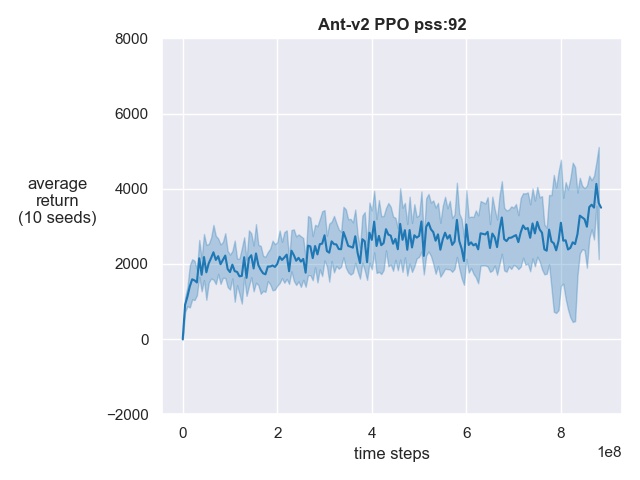 Ant-v2 PPO pss:92
8000
6000
4000
2000
0
−2000
average
return
(10 seeds)
0 2 4 6 8
1e8
time steps